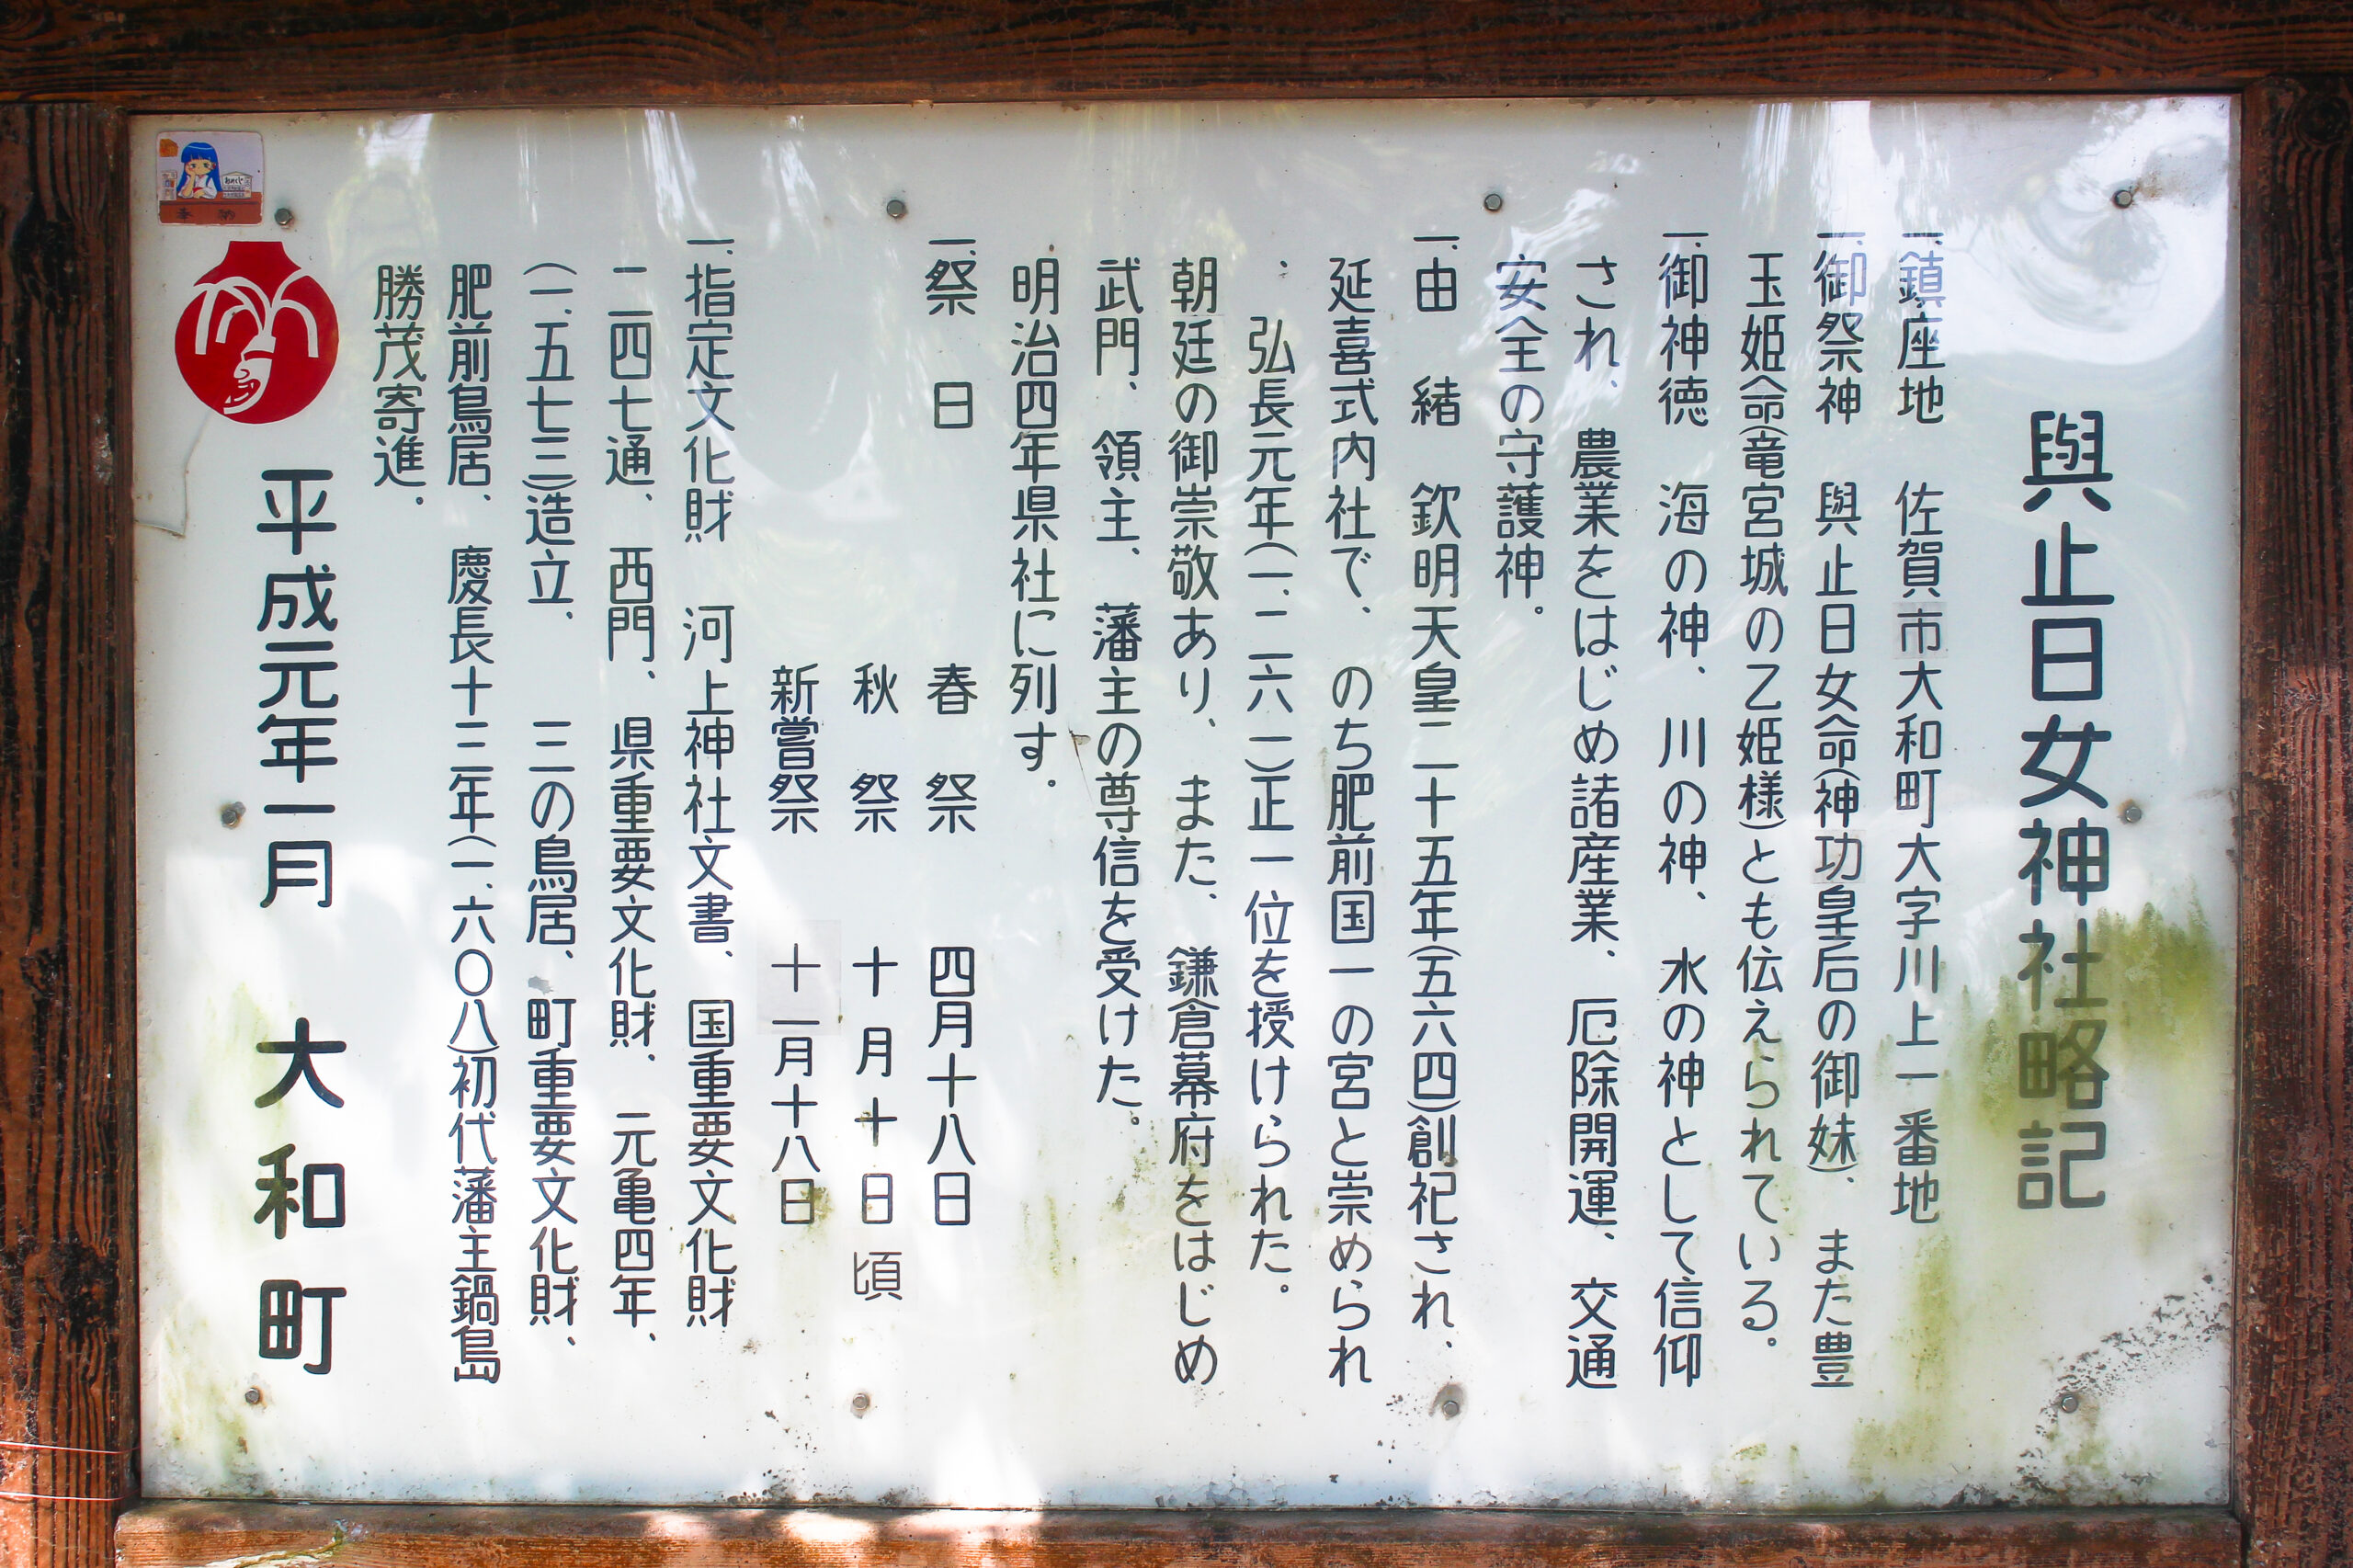 與止日女神社略記
一、鎮座地　佐賀市大和町大字川上一番地
一、御祭神　與止日女命(神功皇后の御妹)、また豊
玉姫命(竜宮城の乙姫様)とも伝えられている。
一、御神徳　海の神、川の神、水の神として信仰
され、農業をはじめ諸産業、厄除開運、交通
安全の守護神。
一、由　緒　欽明天皇二十五年(五六四)創祀され、
延喜式内社で、のち肥前国一の宮と崇められ
、弘長元年(一、二六一)正一位を授けられた。
朝廷の御崇敬あり、また、鎌倉幕府をはじめ
武門、領主、藩主の尊信を受けた。
明治四年県社に列す。
一、祭　日　春　祭　四月十八日
秋　祭　十月十日頃
新嘗祭　十一月十八日
一、指定文化財　河上神社文書、国重要文化財
二四七通、西門、県重要文化財、元亀四年、
(一、五七三)造立、三の鳥居、町重要文化財、
肥前鳥居、慶長十三年(一、六〇八)初代藩主鍋島
勝茂寄進。
平成元年一月　大和町